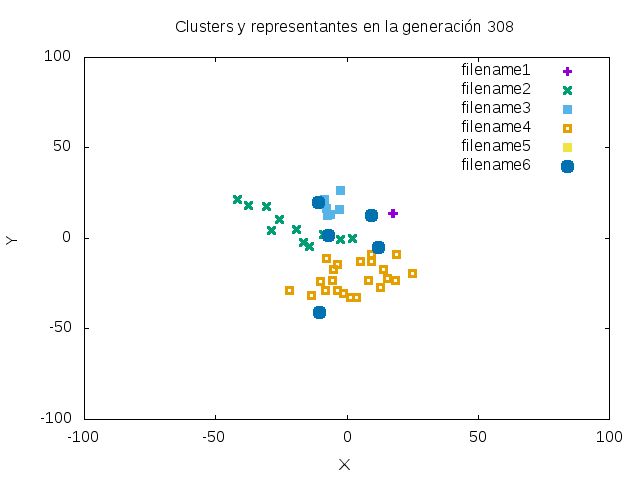 Clusters y representantes en la generación 308
100
50
0
-50
-100
-100
-50
0
50
100
Y
X
filename1
filename2
filename3
filename4
filename5
filename6